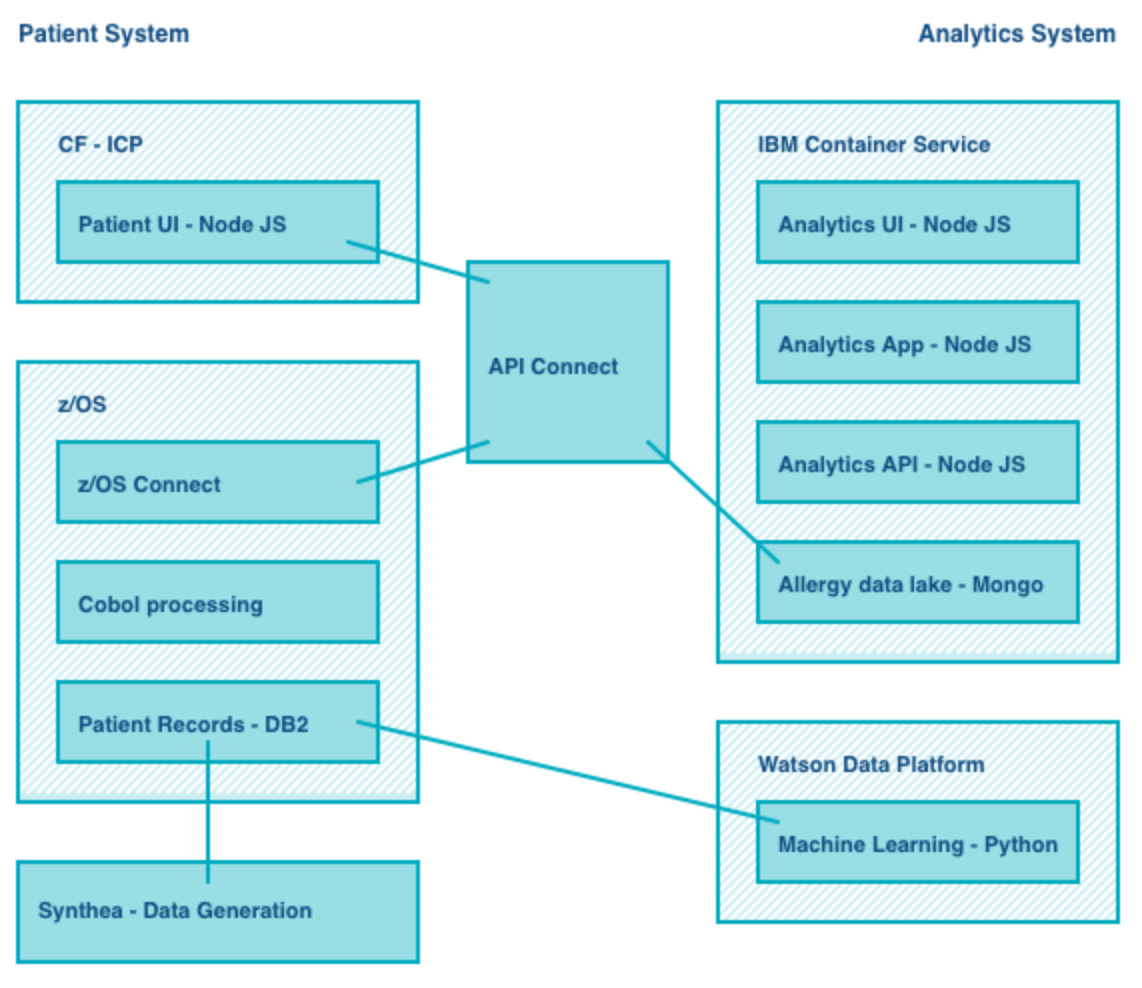 Patient System
Analytics System
CF - ICP
Patient UI - Node JS
z/OS
z/OS Connect
Cobol processing
Patient Records - DB2
Synthea - Data Generation
API Connect
IBM Container Service
Analytics UI - Node JS
Analytics App - Node JS
Analytics API - Node JS
Allergy data lake - Mongo
Watson Data Platform
Machine Learning - Python